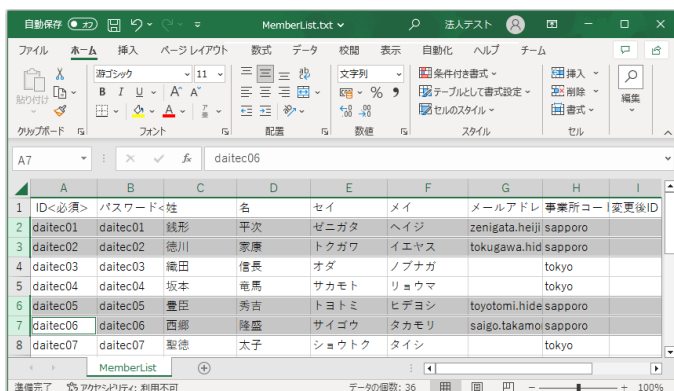 自動保存 オフ MemberList.txt 法人テスト
ファイル ホーム 挿入 ページ レイアウト 数式 データ 校閲 表示 自動化 ヘルプ チーム
貼り付け 游ゴシック 11 文字列 条件付き書式 挿入 編集
B I U A A % テーブルとして書式設定 削除
A セルのスタイル 書式
クリップボード フォント 配置 数値 スタイル セル
A7 fx daitec06
A B C D E F G H I
1 ID<必須> パスワード< 姓 名 セイ メイ メールアドレ 事業所コード 変更後ID
2 daitec01 daitec01 銭形 平次 ゼニガタ ヘイジ zenigata.heiji sapporo
3 daitec02 daitec02 徳川 家康 トクガワ イエヤス tokugawa.hid sapporo
4 daitec03 daitec03 織田 信長 オダ ノブナガ tokyo
5 daitec04 daitec04 坂本 竜馬 サカモト リョウマ tokyo
6 daitec05 daitec05 豊臣 秀吉 トヨトミ ヒデヨシ toyotomi.hide sapporo
7 daitec06 daitec06 西郷 隆盛 サイゴウ タカモリ saigo.takamo sapporo
8 daitec07 daitec07 聖徳 太子 ショウトク タイシ tokyo
MemberList
準備完了 アクセシビリティ: 利用不可 データの個数: 36 100%